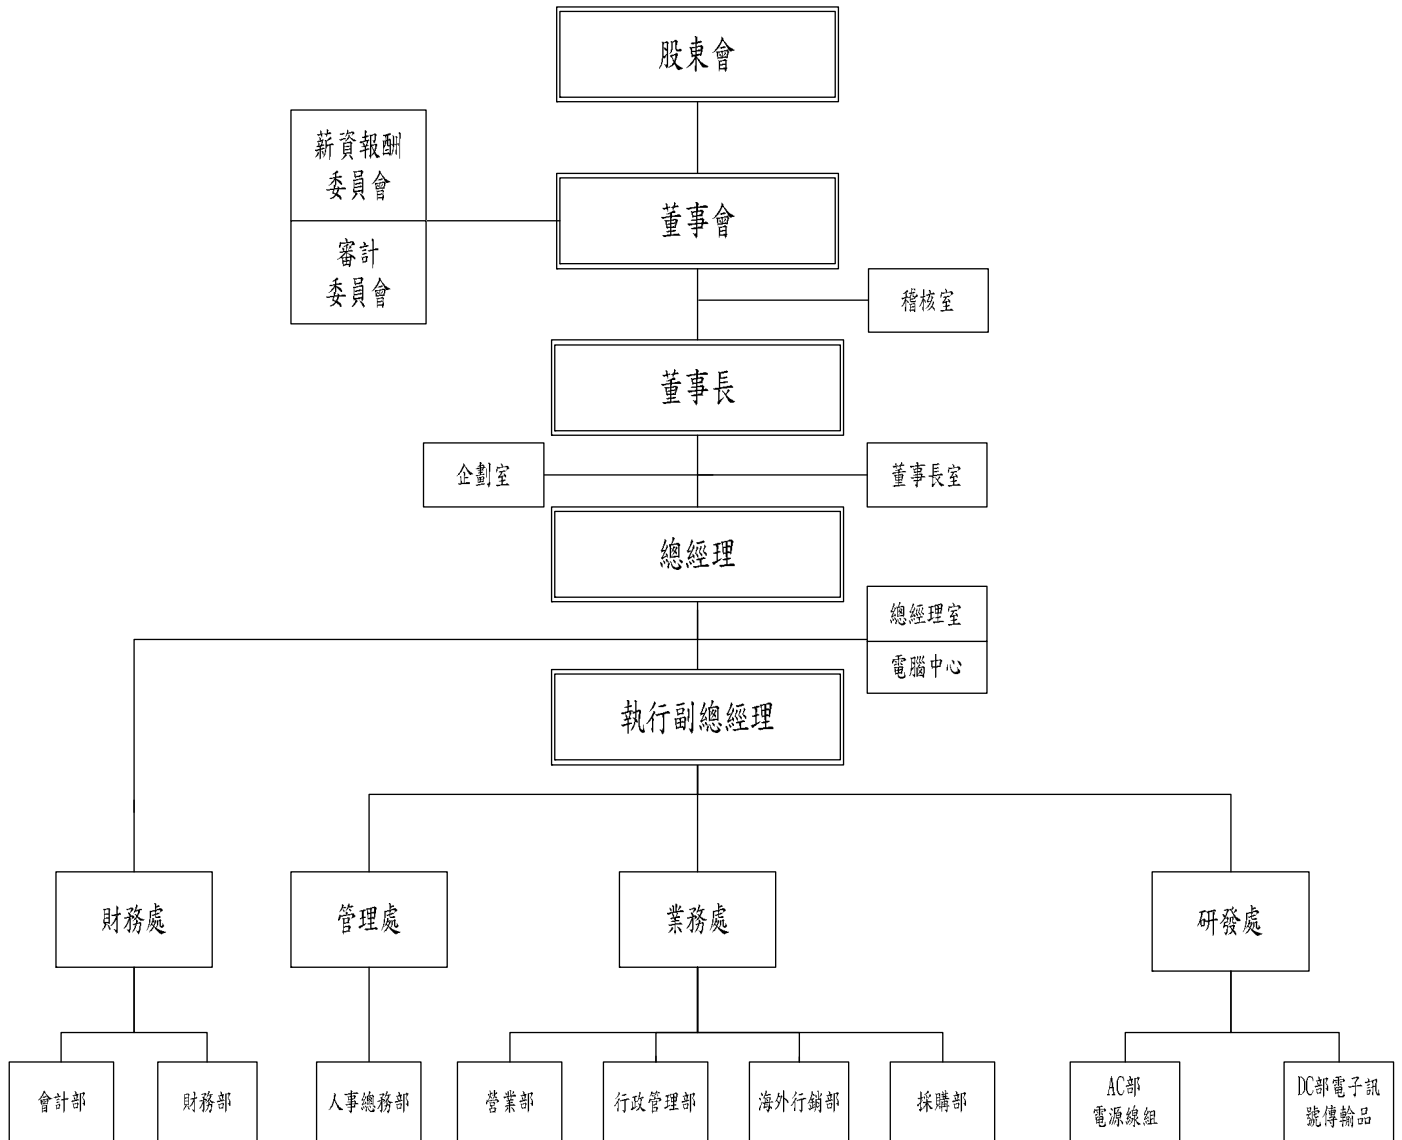 股東會
薪資報酬
委員會
董事會
審計
委員會
稽核室
董事長
企劃室
董事長室
總經理
總經理室
電腦中心
執行副總經理
財務處
管理處
業務處
研發處
會計部
財務部
人事總務部
營業部
行政管理部
海外行銷部
採購部
AC部
電源線組
DC部電子訊
號傳輸品